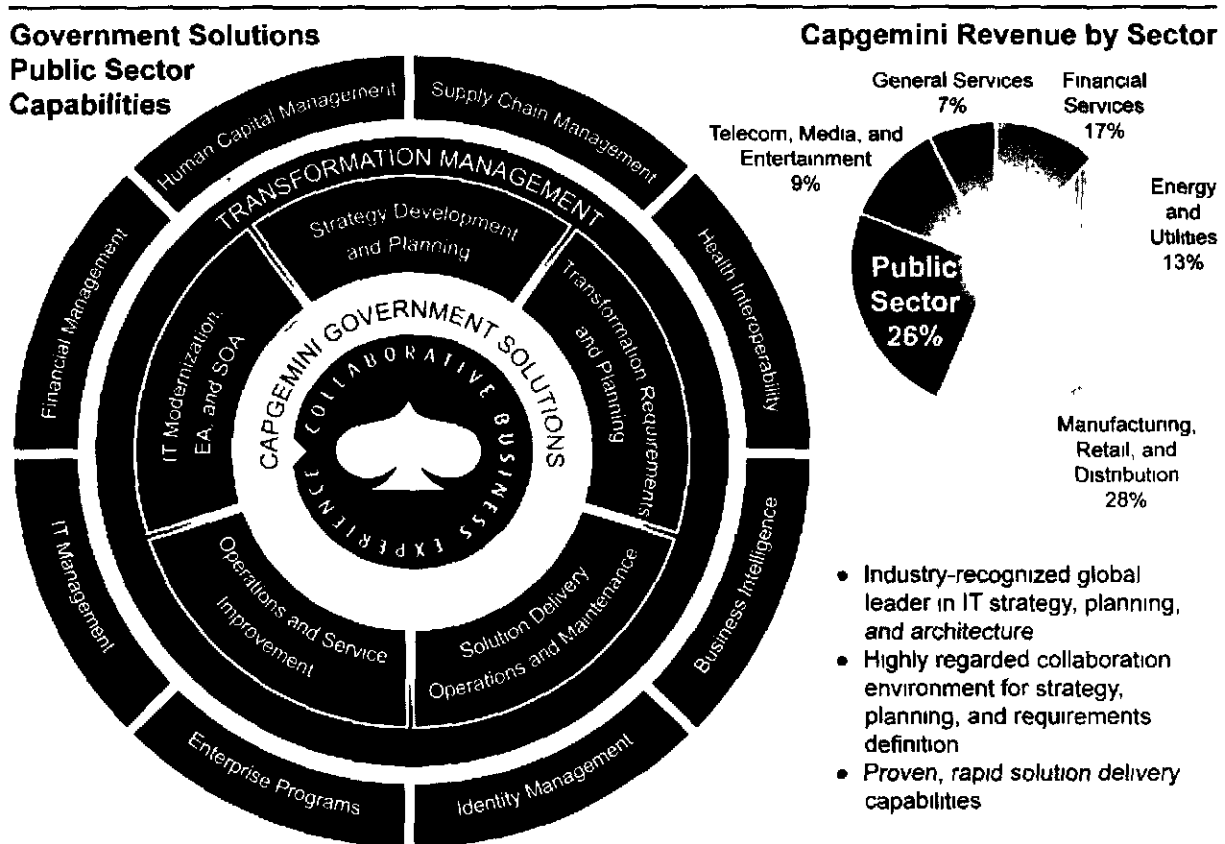 Government Solutions
Public Sector
Capabilities
Human Capital Management
Supply Chain Management
Health Interoperability
Business Intelligence
Identity Management
Enterprise Programs
IT Management
Financial Management
TRANSFORMATION MANAGEMENT
Strategy Development
and Planning
Transformation Requirements
and Planning
Solution Delivery
Operations and Maintenance
Operations and Service
Improvement
IT Modernization,
EA, and SOA
CAPGEMINI GOVERNMENT SOLUTIONS
COLLABORATIVE BUSINESS EXPERIENCE
Capgemini Revenue by Sector
General Services
7%
Financial
Services
17%
Telecom, Media, and
Entertainment
9%
Energy
and
Utilities
13%
Public
Sector
26%
Manufacturing,
Retail, and
Distribution
28%
• Industry-recognized global
leader in IT strategy, planning,
and architecture
• Highly regarded collaboration
environment for strategy,
planning, and requirements
definition
• Proven, rapid solution delivery
capabilities